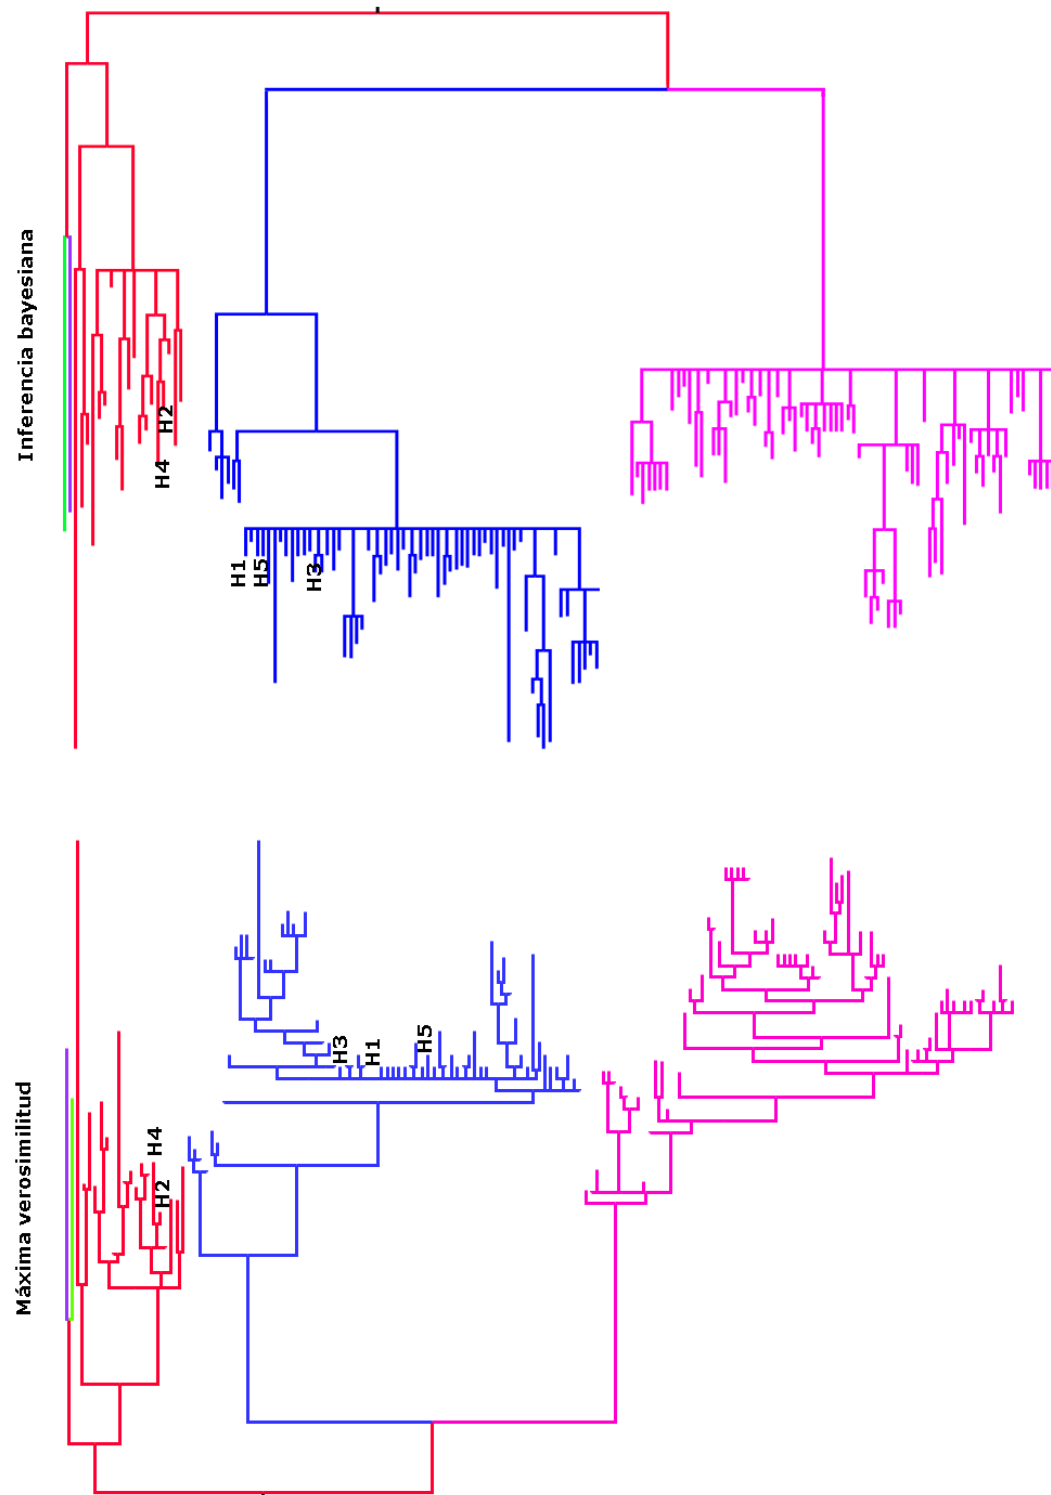 Inferencia bayesiana
H2
H4
H1
H5
H3
Máxima verosimilitud
H3
H1
H5
H4
H2